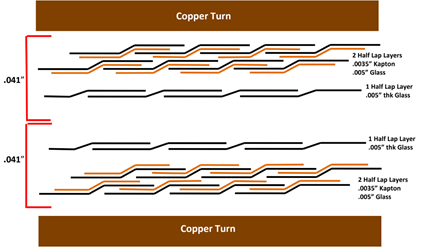 Copper Turn
2 Half Lap Layers
.0035" Kapton
.005" Glass
.041"
1 Half Lap Layer
.005" thk Glass
1 Half Lap Layer
.005" thk Glass
.041"
2 Half Lap Layers
.0035" Kapton
.005" Glass
Copper Turn